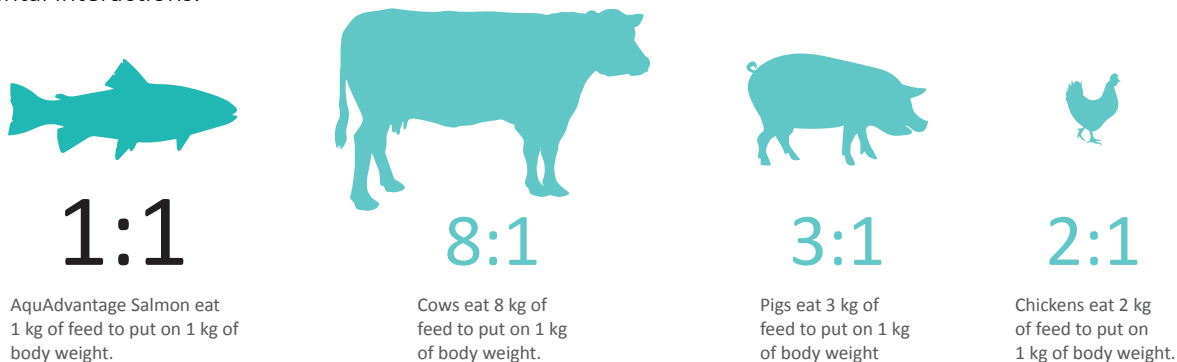 1:1
AquAdvantage Salmon eat
1 kg of feed to put on 1 kg of
body weight.
8:1
Cows eat 8 kg of
feed to put on 1 kg
of body weight.
3:1
Pigs eat 3 kg of
feed to put on 1 kg
of body weight
2:1
Chickens eat 2 kg
of feed to put on
1 kg of body weight.